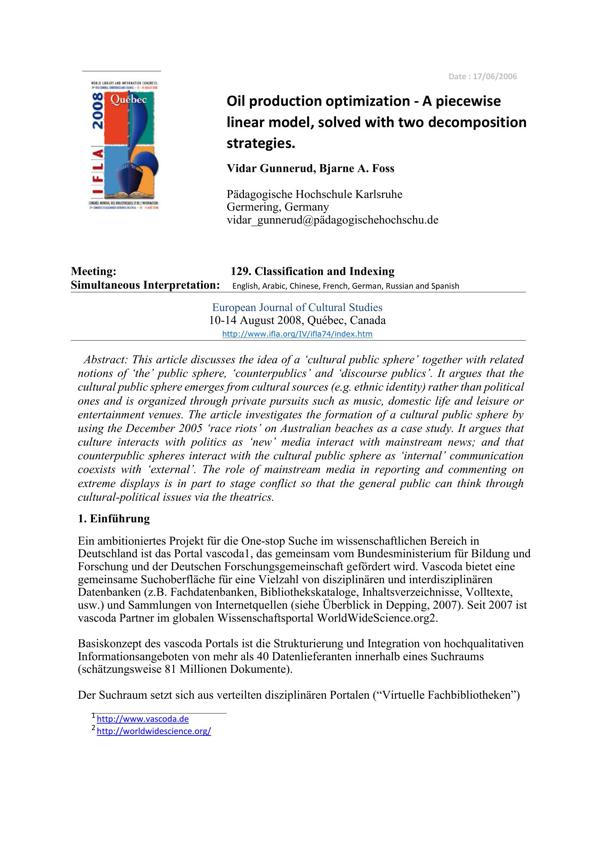 WORLD LIBRARY AND INFORMATION CONGRESS:
Date : 17/06/2006
IFLA 2008
Québec
Oil production optimization - A piecewise
linear model, solved with two decomposition
strategies.
Vidar Gunnerud, Bjarne A. Foss
Pädagogische Hochschule Karlsruhe
Germering, Germany
vidar_gunnerud@pädagogischehochschu.de
Meeting: 129. Classification and Indexing
Simultaneous Interpretation: English, Arabic, Chinese, French, German, Russian and Spanish
European Journal of Cultural Studies
10-14 August 2008, Québec, Canada
http://www.ifla.org/IV/ifla74/index.htm
Abstract: This article discusses the idea of a ‘cultural public sphere’ together with related
notions of ‘the’ public sphere, ‘counterpublics’ and ‘discourse publics’. It argues that the
cultural public sphere emerges from cultural sources (e.g. ethnic identity) rather than political
ones and is organized through private pursuits such as music, domestic life and leisure or
entertainment venues. The article investigates the formation of a cultural public sphere by
using the December 2005 ‘race riots’ on Australian beaches as a case study. It argues that
culture interacts with politics as ‘new’ media interact with mainstream news; and that
counterpublic spheres interact with the cultural public sphere as ‘internal’ communication
coexists with ‘external’. The role of mainstream media in reporting and commenting on
extreme displays is in part to stage conflict so that the general public can think through
cultural-political issues via the theatrics.
1. Einführung
Ein ambitioniertes Projekt für die One-stop Suche im wissenschaftlichen Bereich in
Deutschland ist das Portal vascoda1, das gemeinsam vom Bundesministerium für Bildung und
Forschung und der Deutschen Forschungsgemeinschaft gefördert wird. Vascoda bietet eine
gemeinsame Suchoberfläche für eine Vielzahl von disziplinären und interdisziplinären
Datenbanken (z.B. Fachdatenbanken, Bibliothekskataloge, Inhaltsverzeichnisse, Volltexte,
usw.) und Sammlungen von Internetquellen (siehe Überblick in Depping, 2007). Seit 2007 ist
vascoda Partner im globalen Wissenschaftsportal WorldWideScience.org2.
Basiskonzept des vascoda Portals ist die Strukturierung und Integration von hochqualitativen
Informationsangeboten von mehr als 40 Datenlieferanten innerhalb eines Suchraums
(schätzungsweise 81 Millionen Dokumente).
Der Suchraum setzt sich aus verteilten disziplinären Portalen (“Virtuelle Fachbibliotheken”)
1 http://www.vascoda.de
2 http://worldwidescience.org/